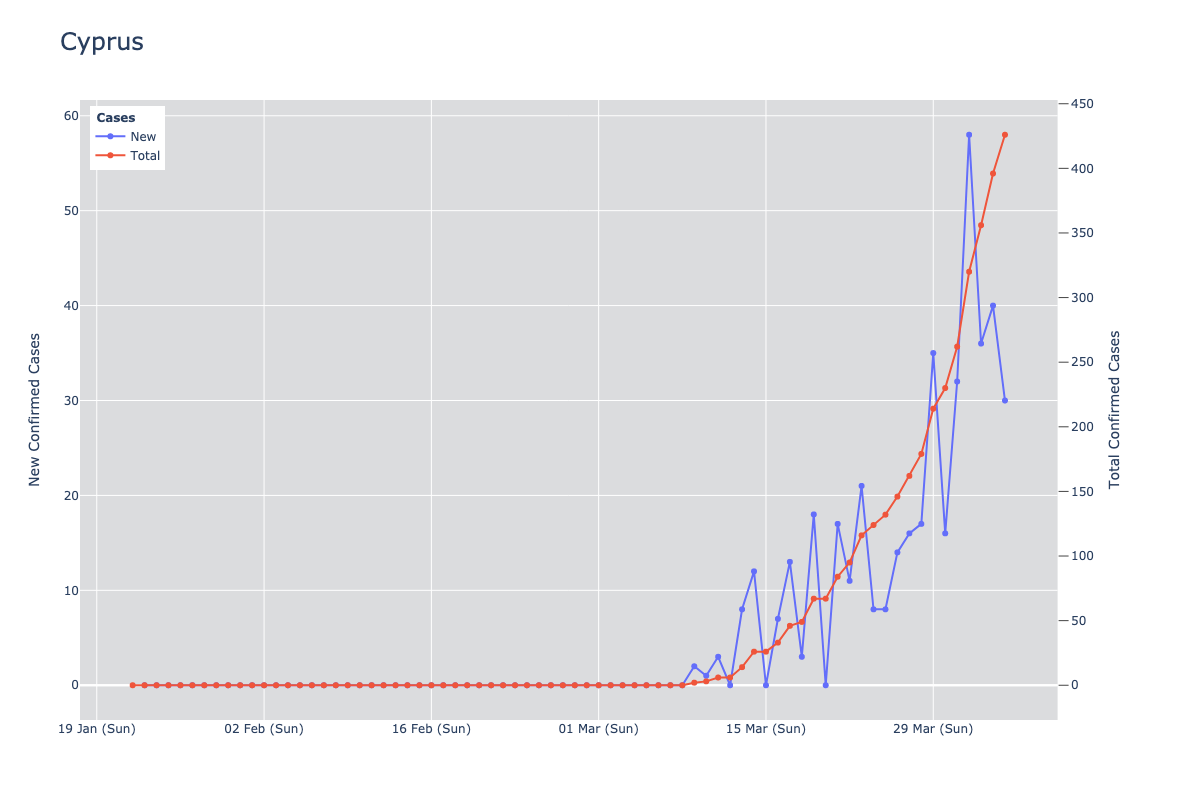 Cyprus
Cases
New
Total
60
50
40
30
20
10
0
New Confirmed Cases
450
400
350
300
250
200
150
100
50
0
Total Confirmed Cases
19 Jan (Sun)
02 Feb (Sun)
16 Feb (Sun)
01 Mar (Sun)
15 Mar (Sun)
29 Mar (Sun)